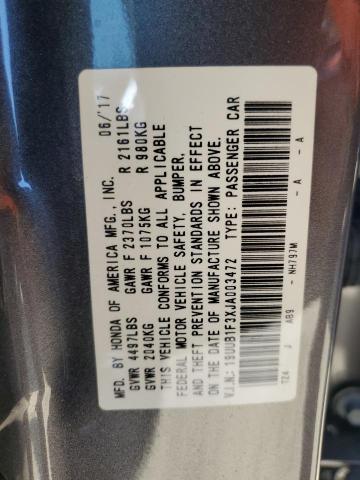 MFD. BY HONDA OF AMERICA MFG., INC. 06/17
GVWR 4497LBS GAWR F 2370LBS R 2161LBS
GVWR 2040KG GAWR F 1075KG R 980KG
THIS VEHICLE CONFORMS TO ALL APPLICABLE
FEDERAL MOTOR VEHICLE SAFETY, BUMPER,
AND THEFT PREVENTION STANDARDS IN EFFECT
ON THE DATE OF MANUFACTURE SHOWN ABOVE.
V.I.N.: 19UUB1F3XJA003472 TYPE: PASSENGER CAR
TZ4 J AB9 - NH797M - A - A